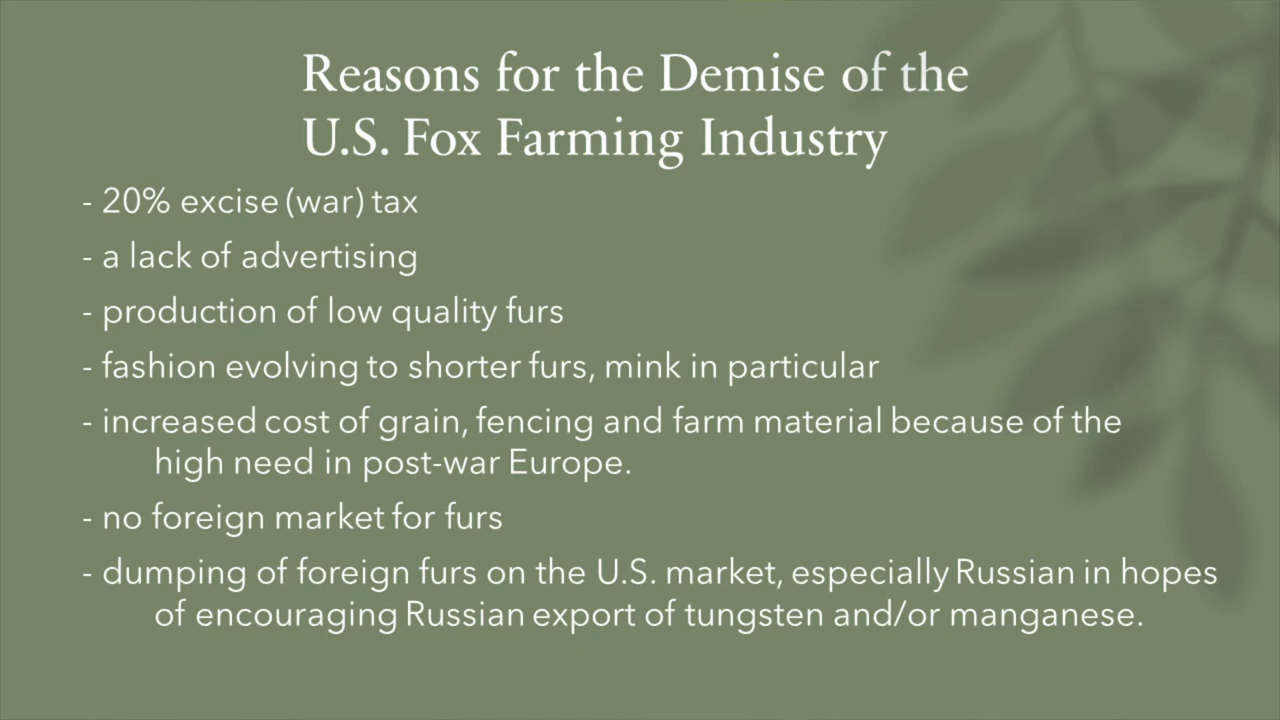 Reasons for the Demise of the
U.S. Fox Farming Industry
- 20% excise (war) tax
- a lack of advertising
- production of low quality furs
- fashion evolving to shorter furs, mink in particular
- increased cost of grain, fencing and farm material because of the
high need in post-war Europe.
- no foreign market for furs
- dumping of foreign furs on the U.S. market, especially Russian in hopes
of encouraging Russian export of tungsten and/or manganese.